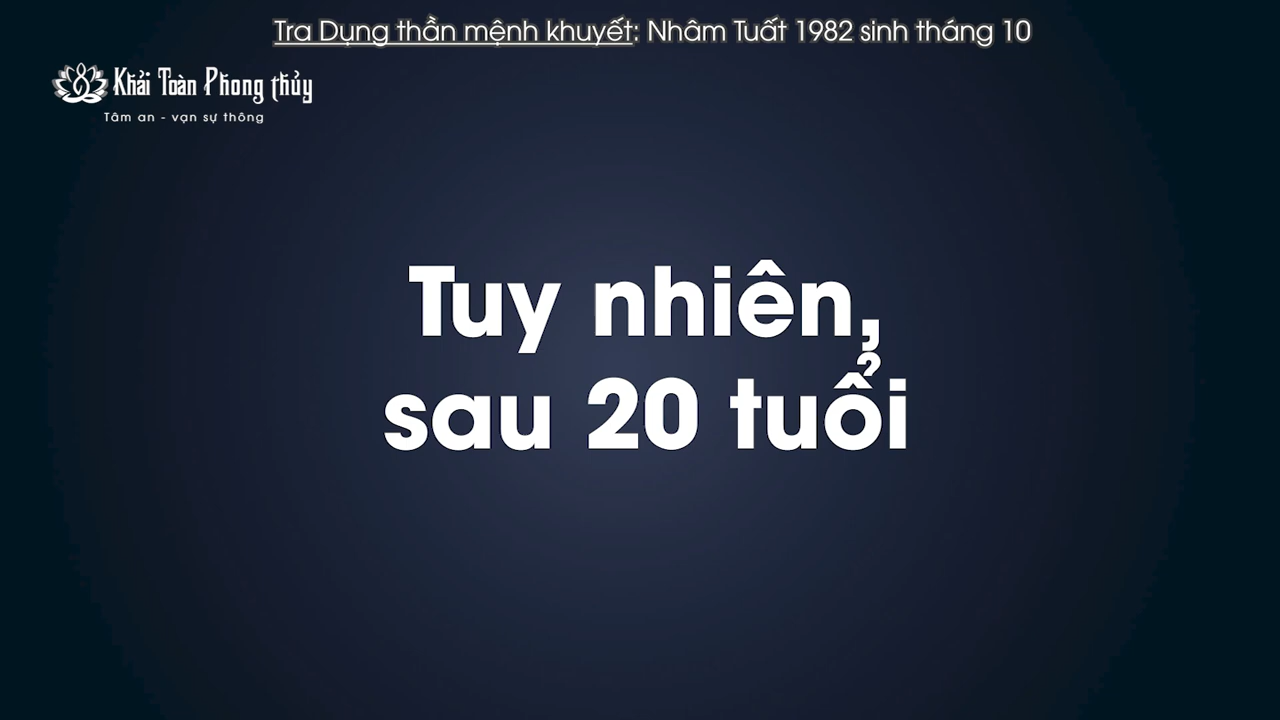 Tra Dụng thần mệnh khuyết: Nhâm Tuất 1982 sinh tháng 10
Khải Toàn Phong thủy
Tâm an - vạn sự thông
Tuy nhiên,
sau 20 tuổi